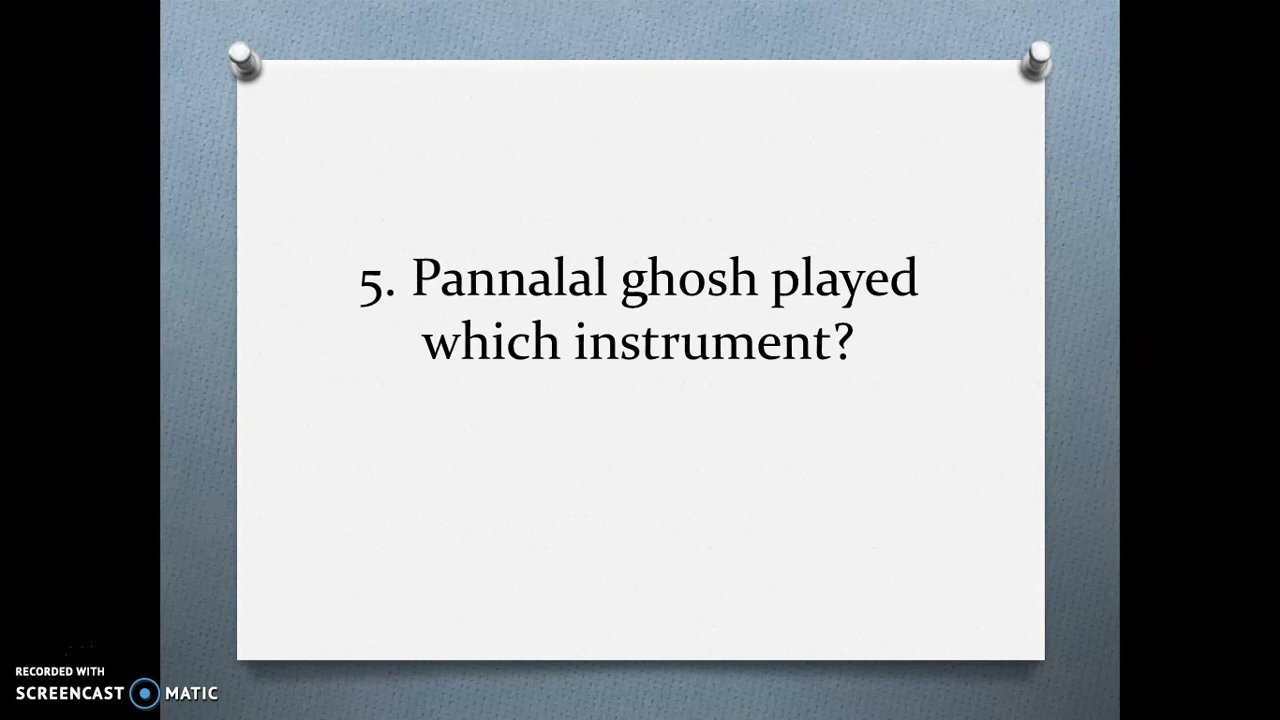 5. Pannalal ghosh played
which instrument?
RECORDED WITH
SCREENCAST MATIC